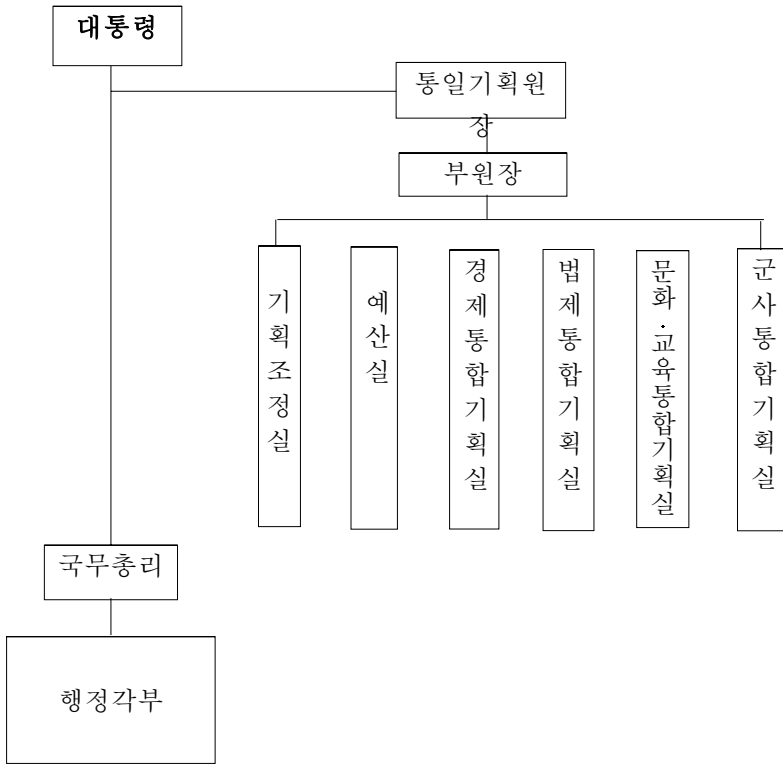 대통령
통일기획원
장
부원장
기획조정실
예산실
경제통합기획실
법제통합기획실
문화·교육통합기획실
군사통합기획실
국무총리
행정각부